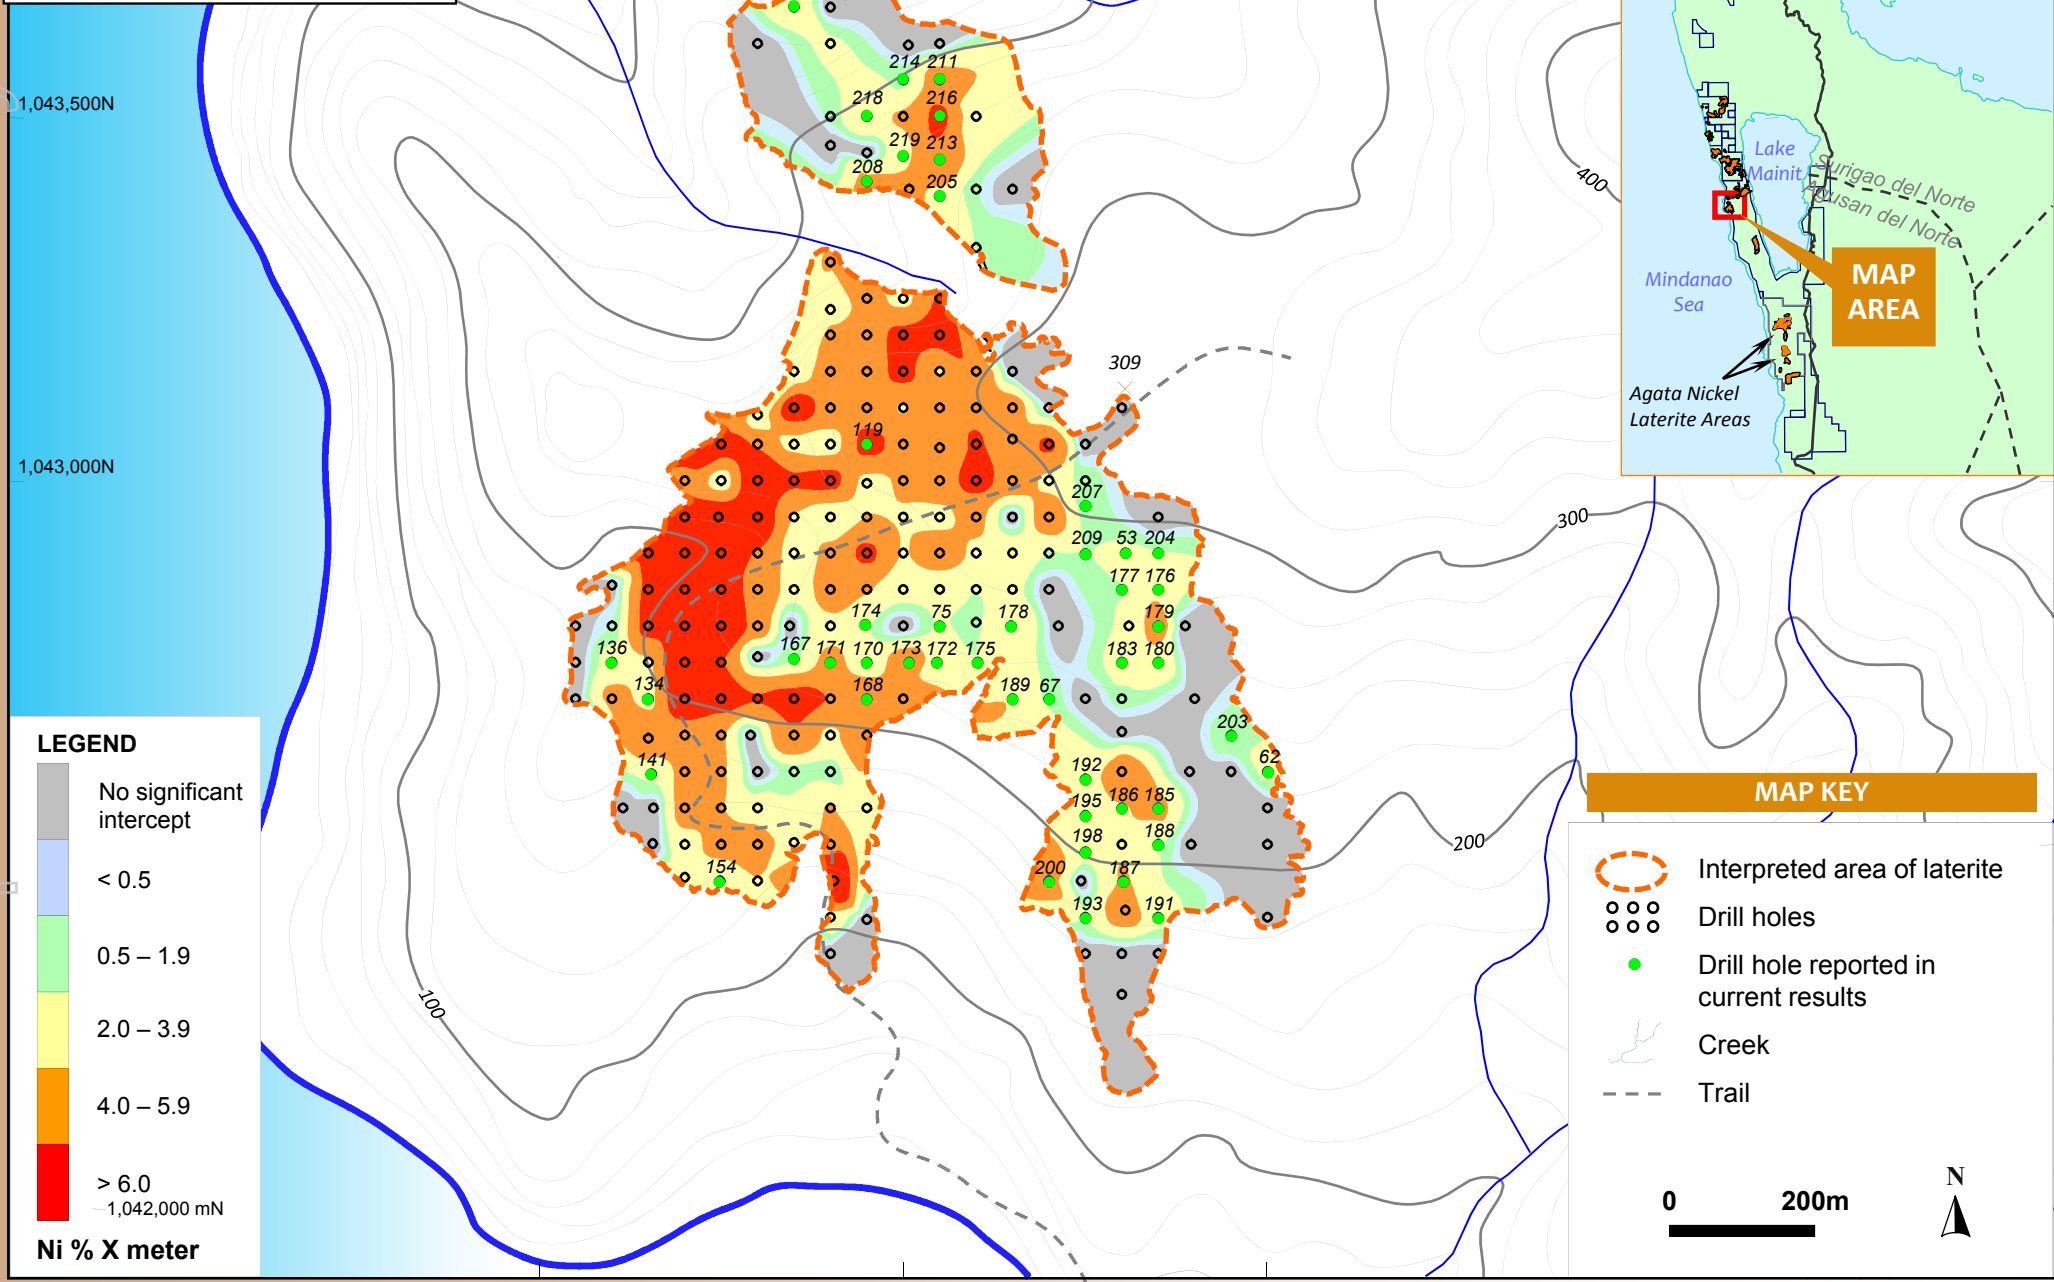 1,043,500N
1,043,000N
214 211
218 216
219 213
208 205
309
119
207
209 53 204
177 176
174 75 178 179
136 167 171 170 173 172 175 183 180
134 168 189 67
203
141 192 62
195 186 185
198 188
154 200 187
193 191
400
300
200
100
LEGEND
No significant
intercept
< 0.5
0.5 – 1.9
2.0 – 3.9
4.0 – 5.9
> 6.0
1,042,000 mN
Ni % X meter
Lake
Mainit
Surigao del Norte
Agusan del Norte
Mindanao
Sea
MAP
AREA
Agata Nickel
Laterite Areas
MAP KEY
Interpreted area of laterite
Drill holes
Drill hole reported in
current results
Creek
Trail
0 200m
N